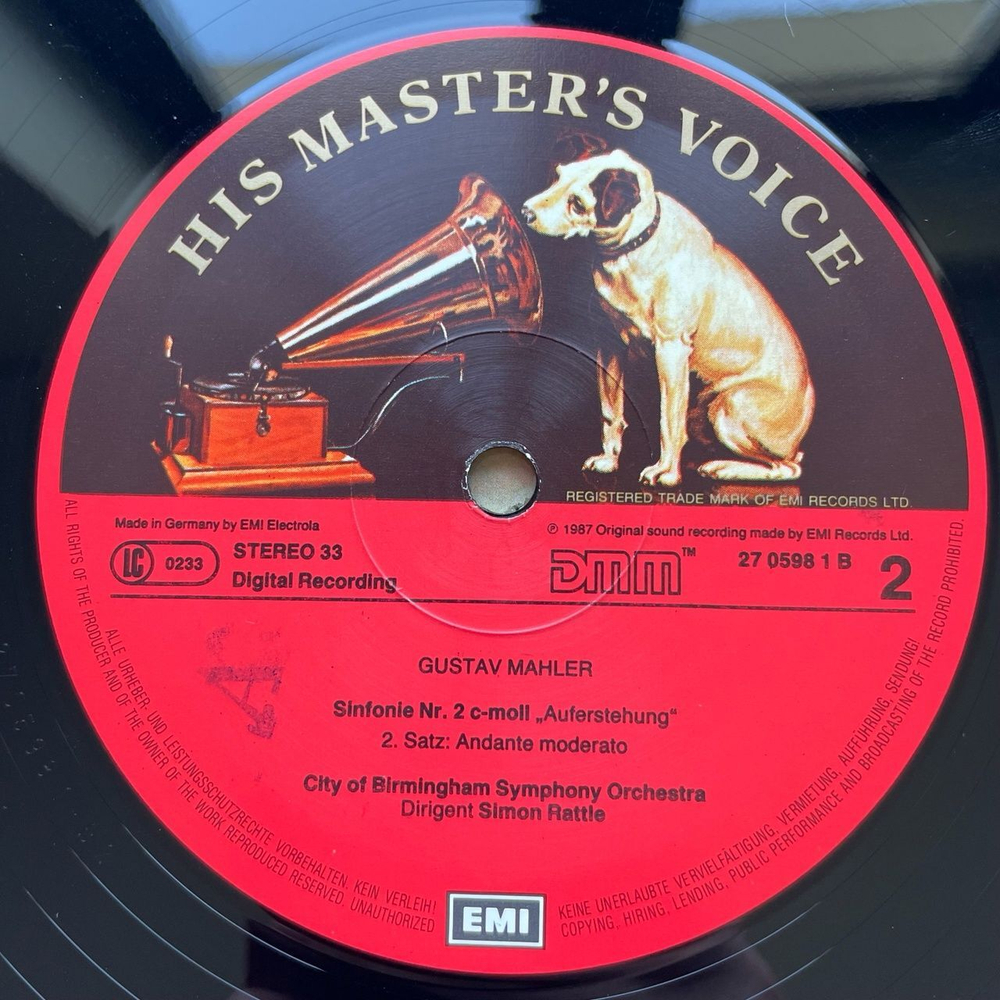 HIS MASTER'S VOICE
REGISTERED TRADE MARK OF EMI RECORDS LTD.
Made in Germany by EMI Electrola
℗ 1987 Original sound recording made by EMI Records Ltd.
LC 0233
STEREO 33
Digital Recording
DMM™
27 0598 1 B
2
A
GUSTAV MAHLER
Sinfonie Nr. 2 c-moll „Auferstehung“
2. Satz: Andante moderato
City of Birmingham Symphony Orchestra
Dirigent Simon Rattle
EMI
ALLE URHEBER- UND LEISTUNGSSCHUTZRECHTE VORBEHALTEN. KEIN VERLEIH! KEINE UNERLAUBTE VERVIELFÄLTIGUNG, VERMIETUNG, AUFFÜHRUNG, SENDUNG!
ALL RIGHTS OF THE PRODUCER AND OF THE OWNER OF THE WORK REPRODUCED RESERVED. UNAUTHORIZED COPYING, HIRING, LENDING, PUBLIC PERFORMANCE AND BROADCASTING OF THE RECORD PROHIBITED.